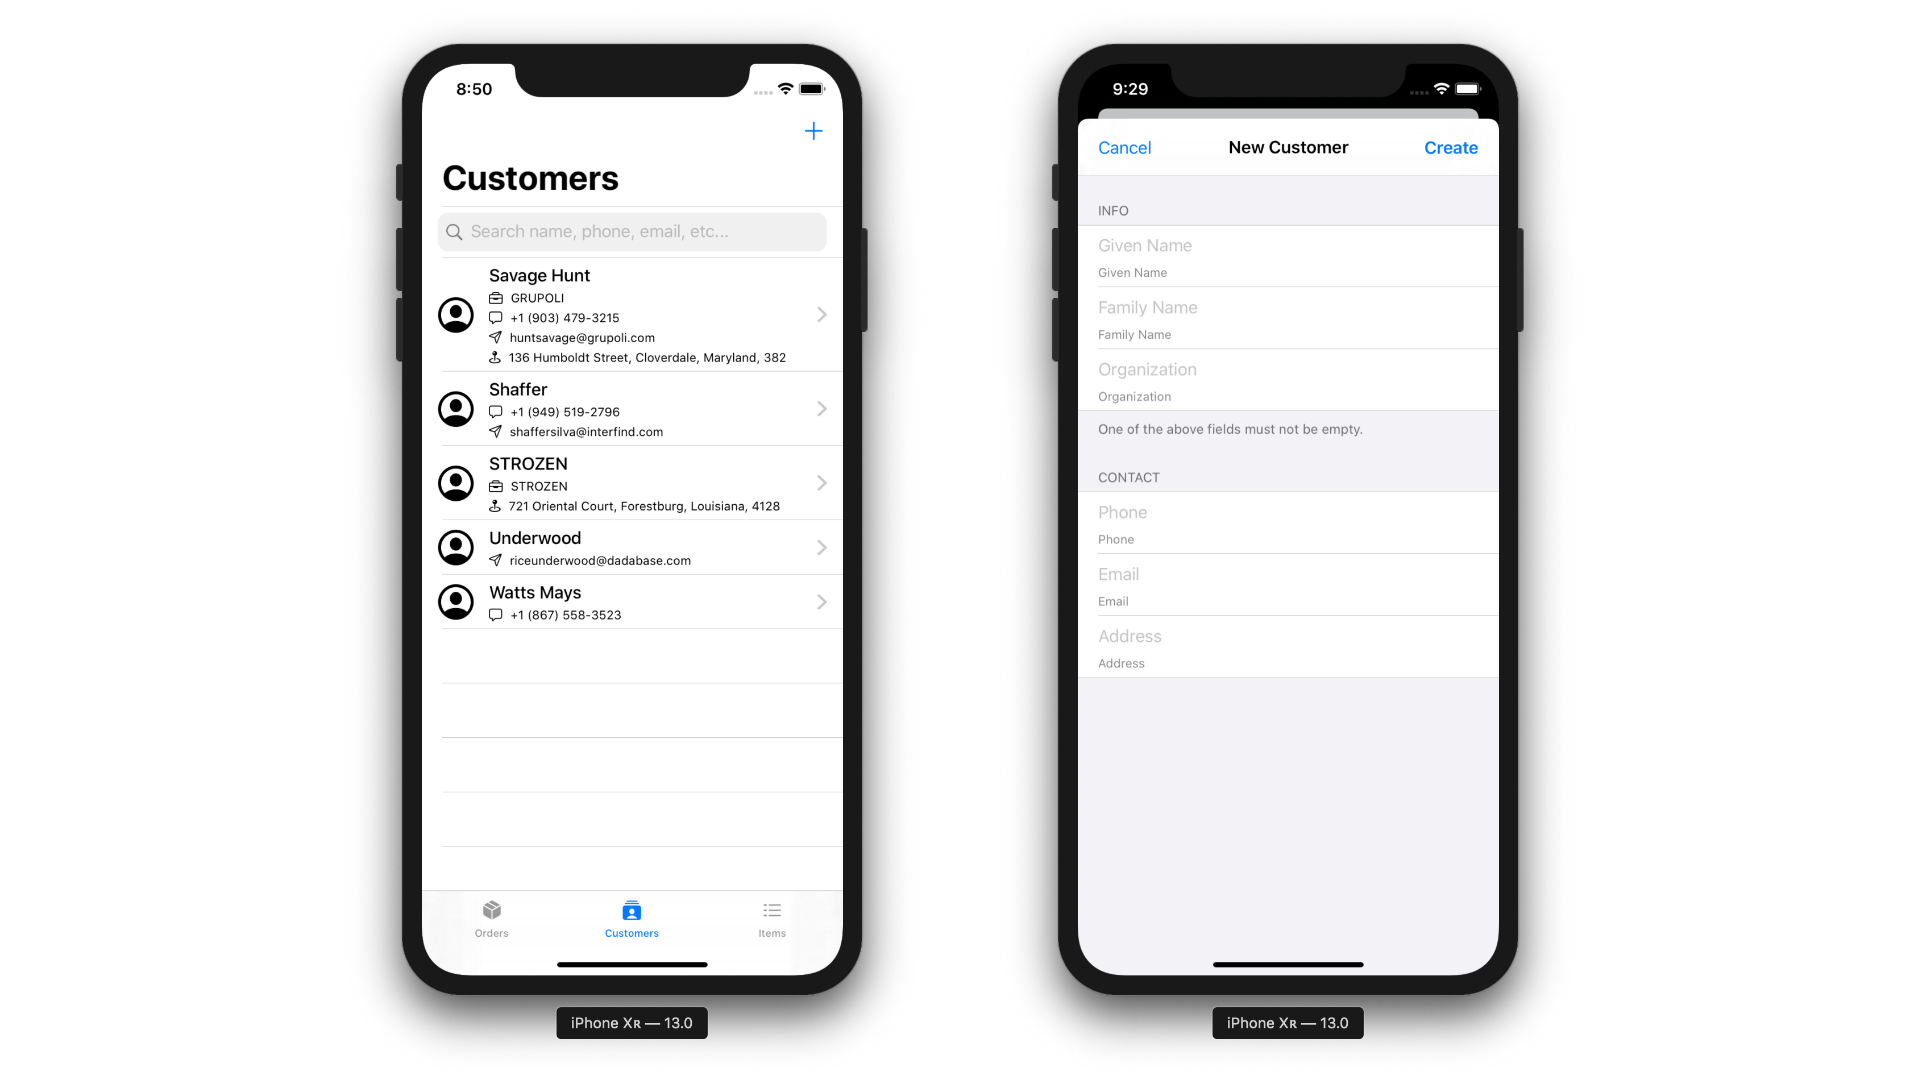 8:50
Customers
Search name, phone, email, etc...
Savage Hunt
GRUPOLI
+1 (903) 479-3215
huntsavage@grupoli.com
136 Humboldt Street, Cloverdale, Maryland, 382
Shaffer
+1 (949) 519-2796
shaffersilva@interfind.com
STROZEN
STROZEN
721 Oriental Court, Forestburg, Louisiana, 4128
Underwood
riceunderwood@dadabase.com
Watts Mays
+1 (867) 558-3523
Orders
Customers
Items
iPhone Xʀ — 13.0
9:29
Cancel
New Customer
Create
INFO
Given Name
Given Name
Family Name
Family Name
Organization
Organization
One of the above fields must not be empty.
CONTACT
Phone
Phone
Email
Email
Address
Address
iPhone Xʀ — 13.0